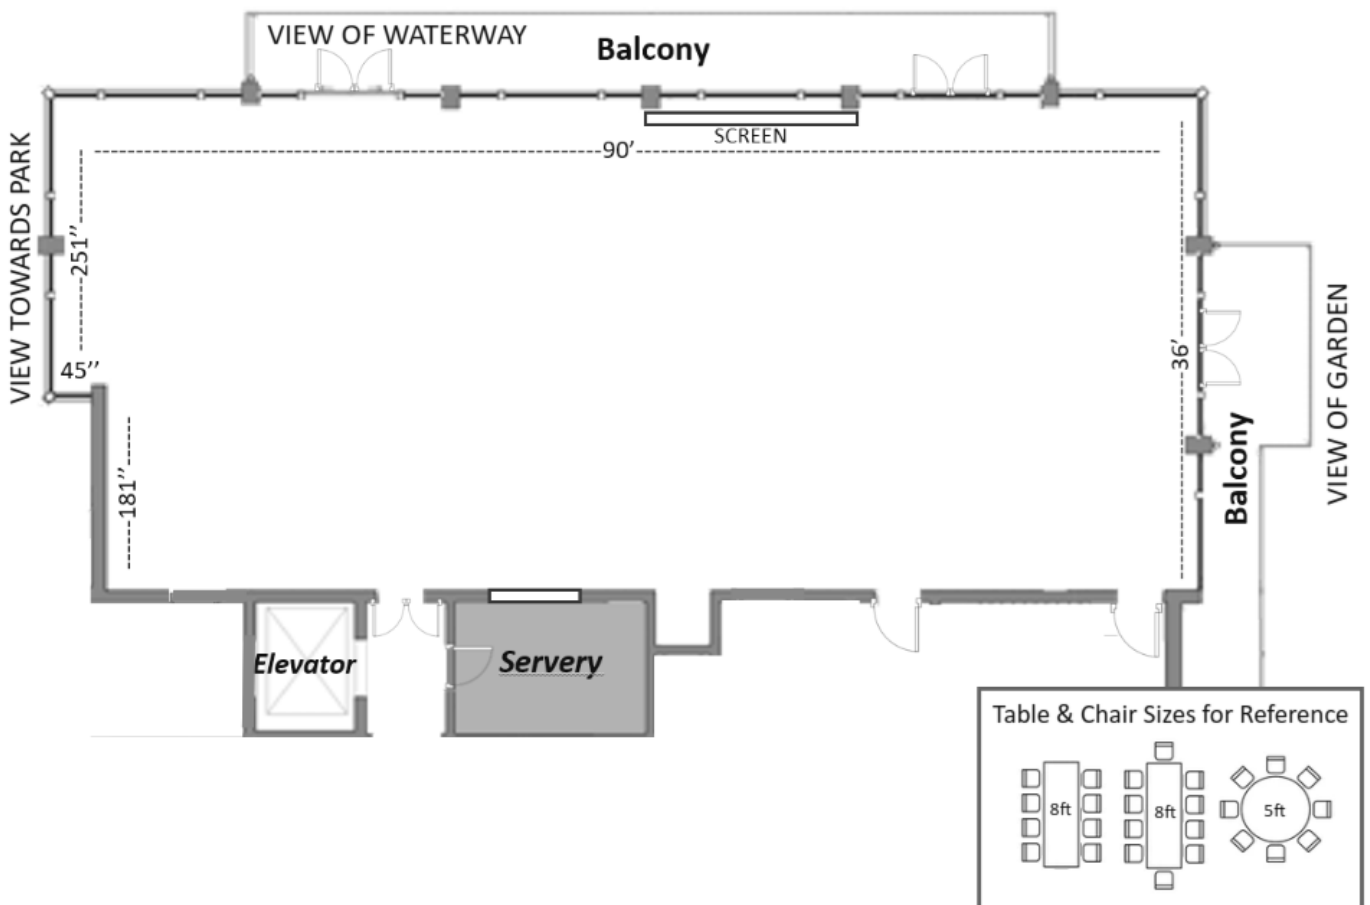 VIEW OF WATERWAY
Balcony
SCREEN
90’
VIEW TOWARDS PARK
251’’
45’’
181’’
36’
VIEW OF GARDEN
Balcony
Elevator
Servery
Table & Chair Sizes for Reference
8ft
8ft
5ft